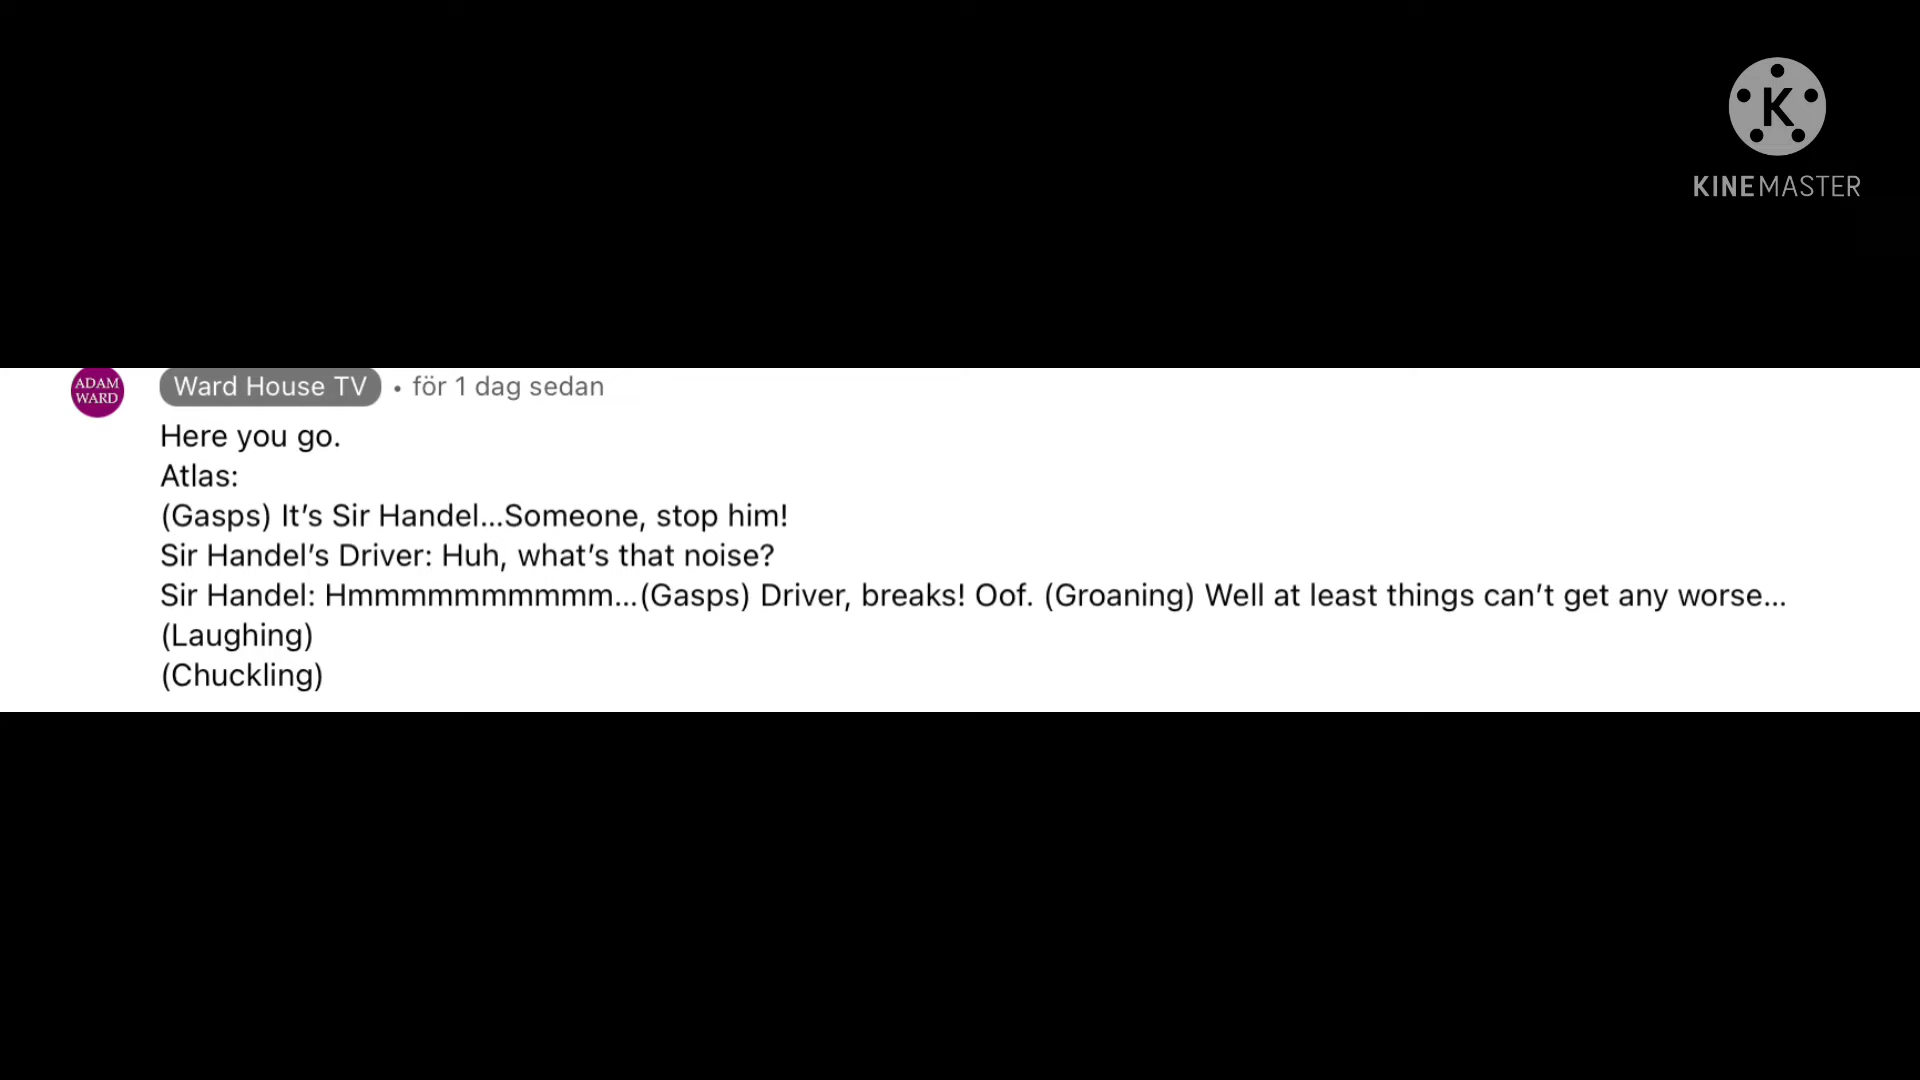 K
KINEMASTER
ADAM
WARD
Ward House TV • för 1 dag sedan
Here you go.
Atlas:
(Gasps) It’s Sir Handel...Someone, stop him!
Sir Handel’s Driver: Huh, what’s that noise?
Sir Handel: Hmmmmmmmmmm...(Gasps) Driver, breaks! Oof. (Groaning) Well at least things can’t get any worse...
(Laughing)
(Chuckling)